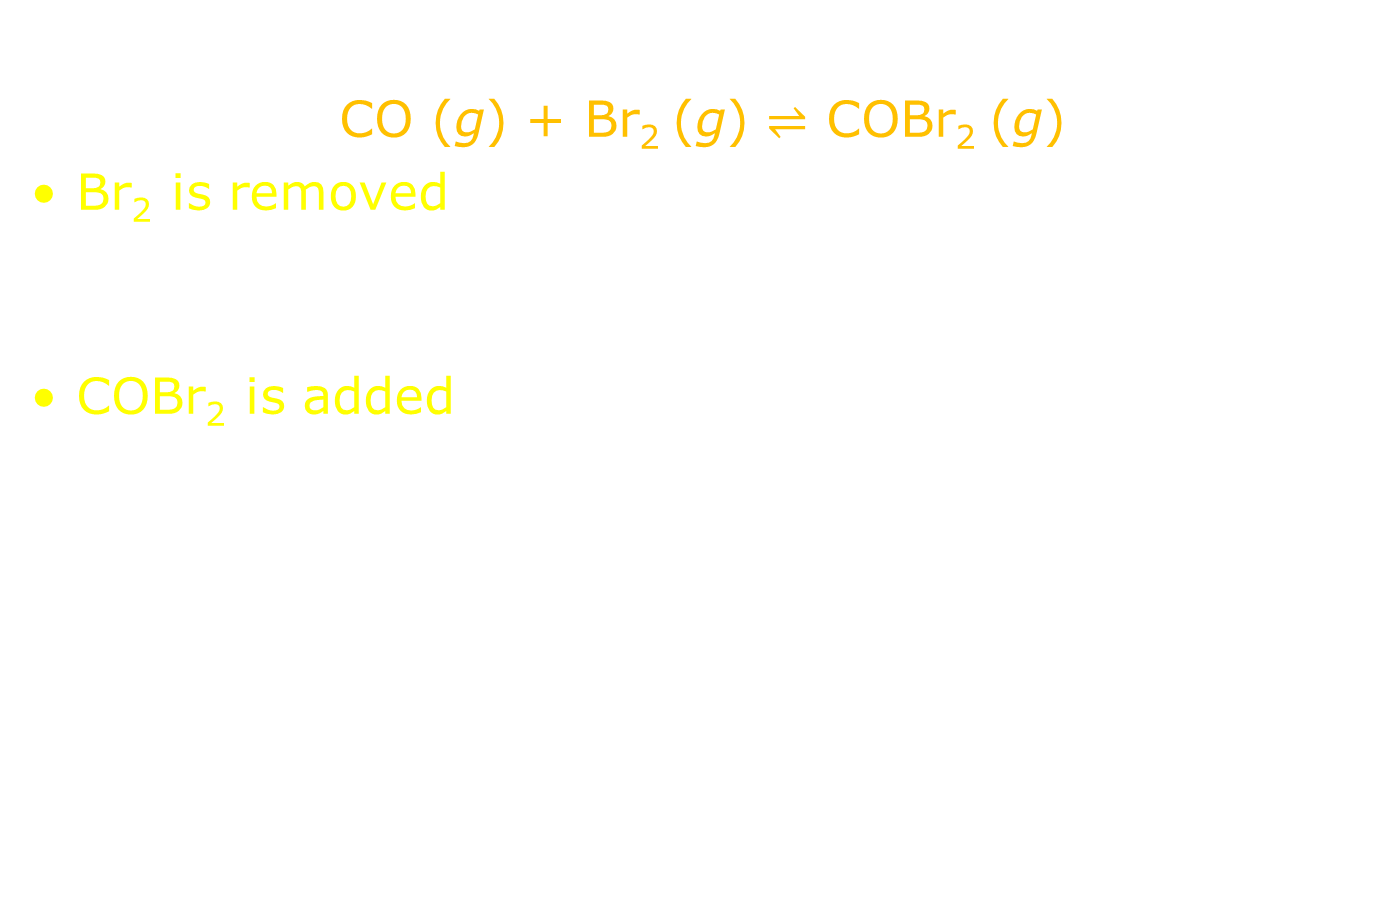 CO (g) + Br₂ (g) ⇌ COBr₂ (g)
• Br₂ is removed
• COBr₂ is added